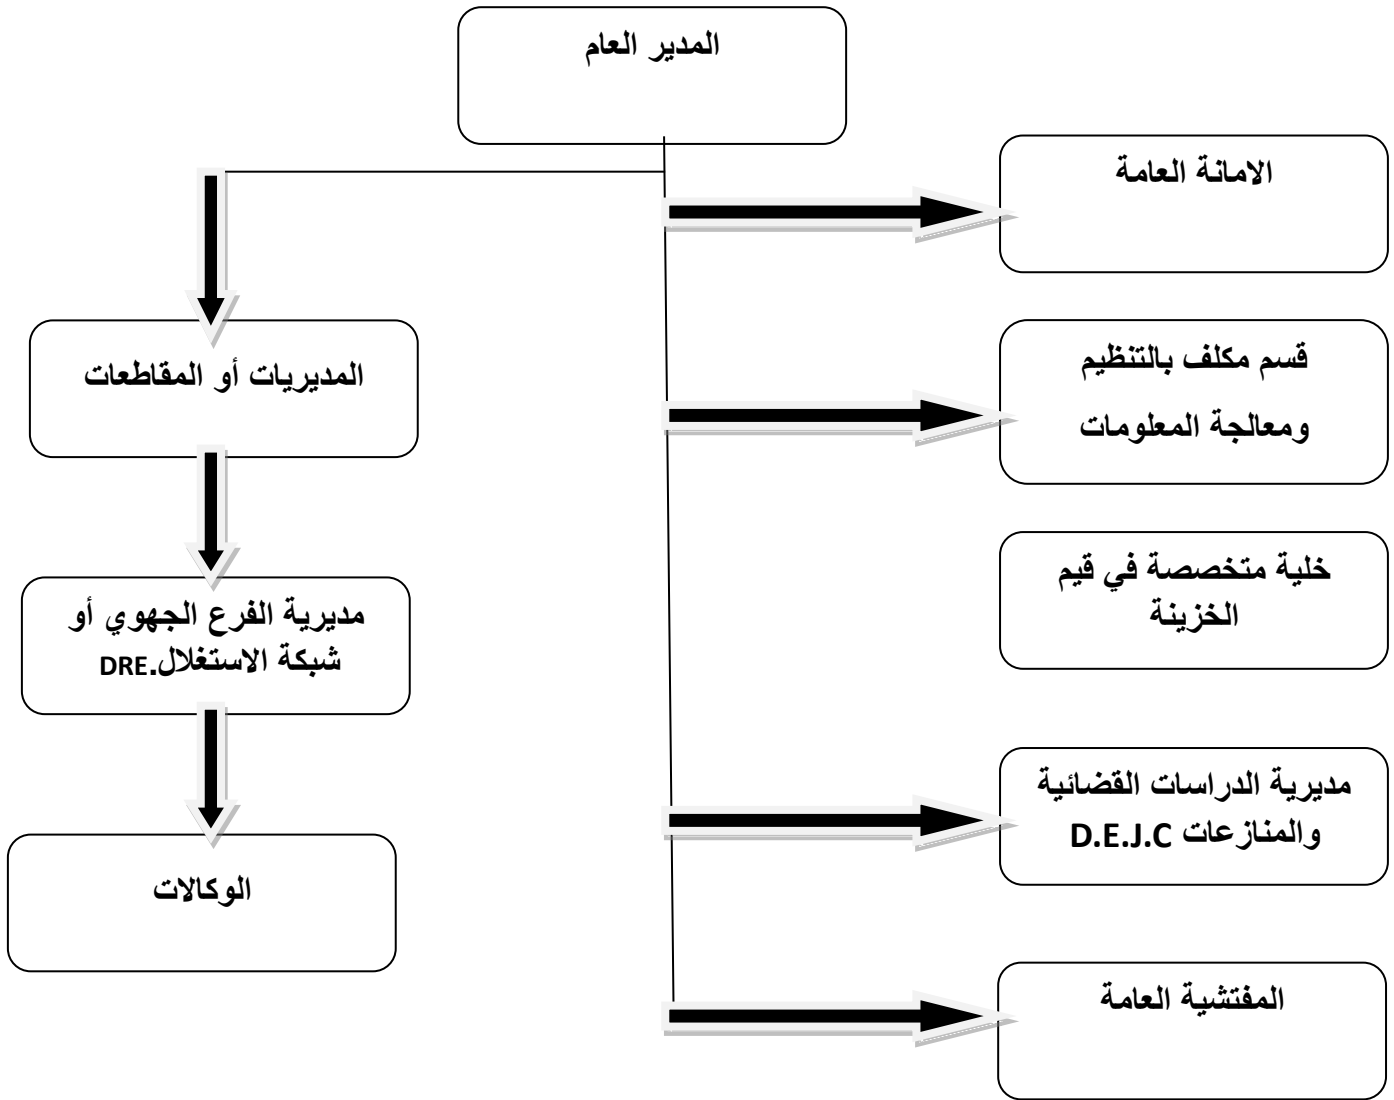 المدير العام
الامانة العامة
قسم مكلف بالتنظيم
ومعالجة المعلومات
المديريات أو المقاطعات
خلية متخصصة في قيم
الخزينة
مديرية الفرع الجهوي أو
شبكة الاستغلال.DRE
مديرية الدراسات القضائية
والمنازعات D.E.J.C
الوكالات
المفتشية العامة